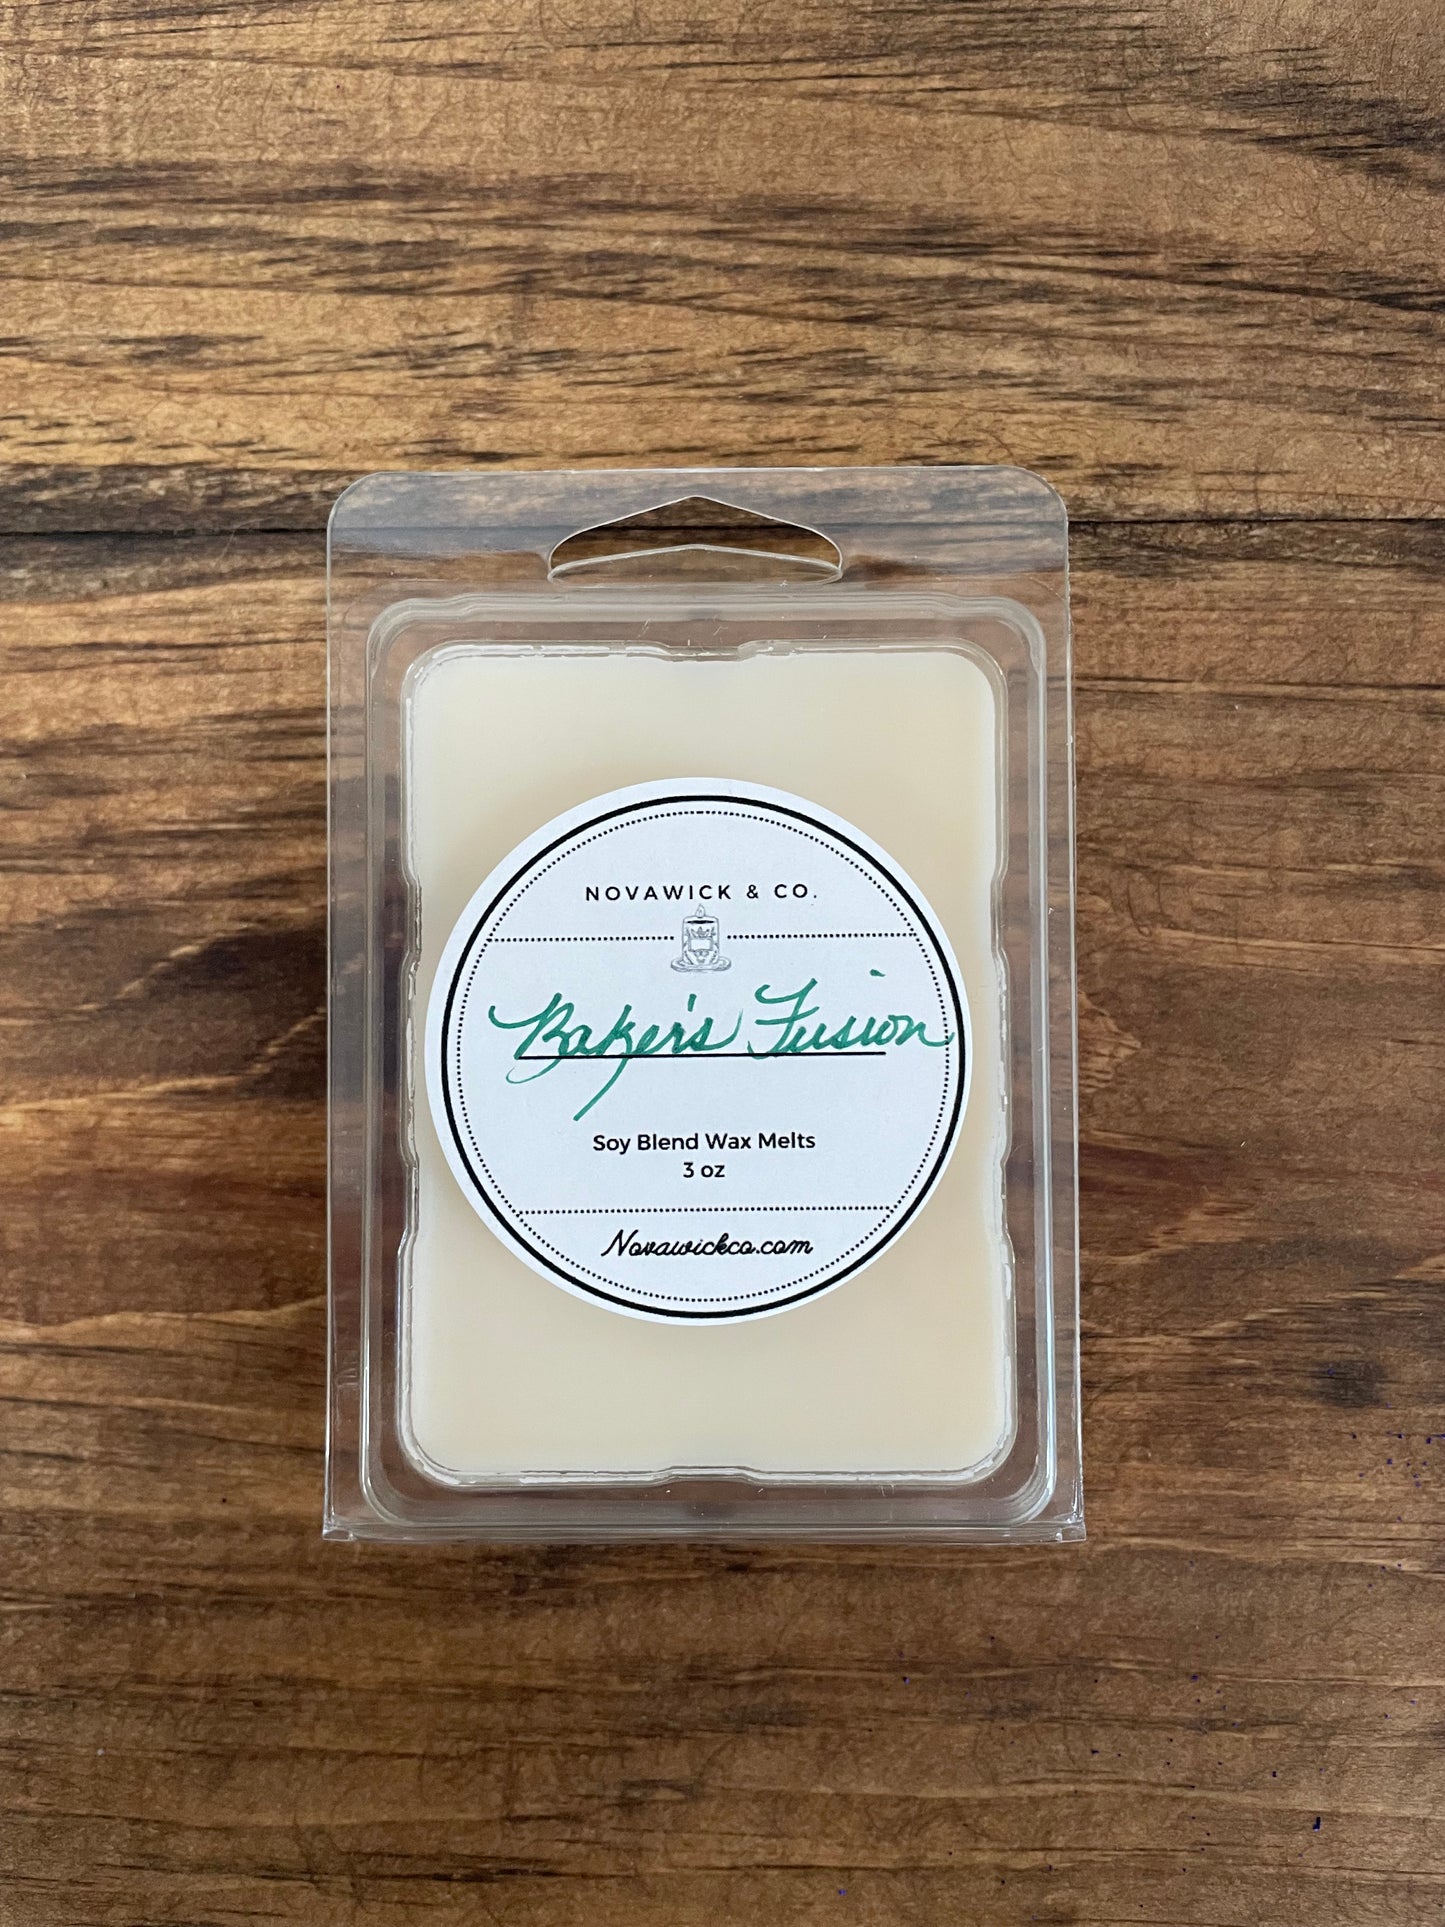 NOVAWICK & CO.
Baker's Fusion
Soy Blend Wax Melts
3 oz
Novawickco.com